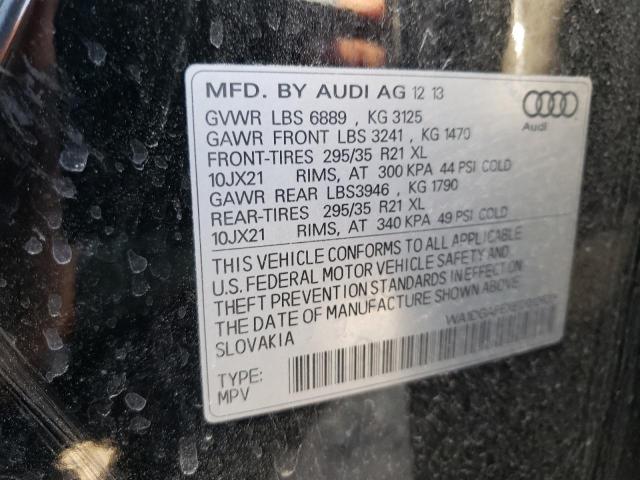 MFD. BY AUDI AG 12 13
GVWR LBS 6889 , KG 3125
GAWR FRONT LBS 3241 , KG 1470
FRONT-TIRES 295/35 R21 XL
10JX21 RIMS, AT 300 KPA 44 PSI COLD
GAWR REAR LBS3946 , KG 1790
REAR-TIRES 295/35 R21 XL
10JX21 RIMS, AT 340 KPA 49 PSI COLD
THIS VEHICLE CONFORMS TO ALL APPLICABLE
U.S. FEDERAL MOTOR VEHICLE SAFETY AND
THEFT PREVENTION STANDARDS IN EFFECT ON
THE DATE OF MANUFACTURE SHOWN ABOVE.
SLOVAKIA
TYPE:
MPV
Audi